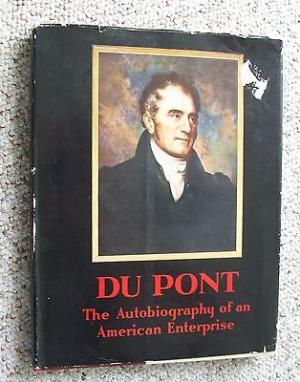 DU PONT
The Autobiography of an
American Enterprise